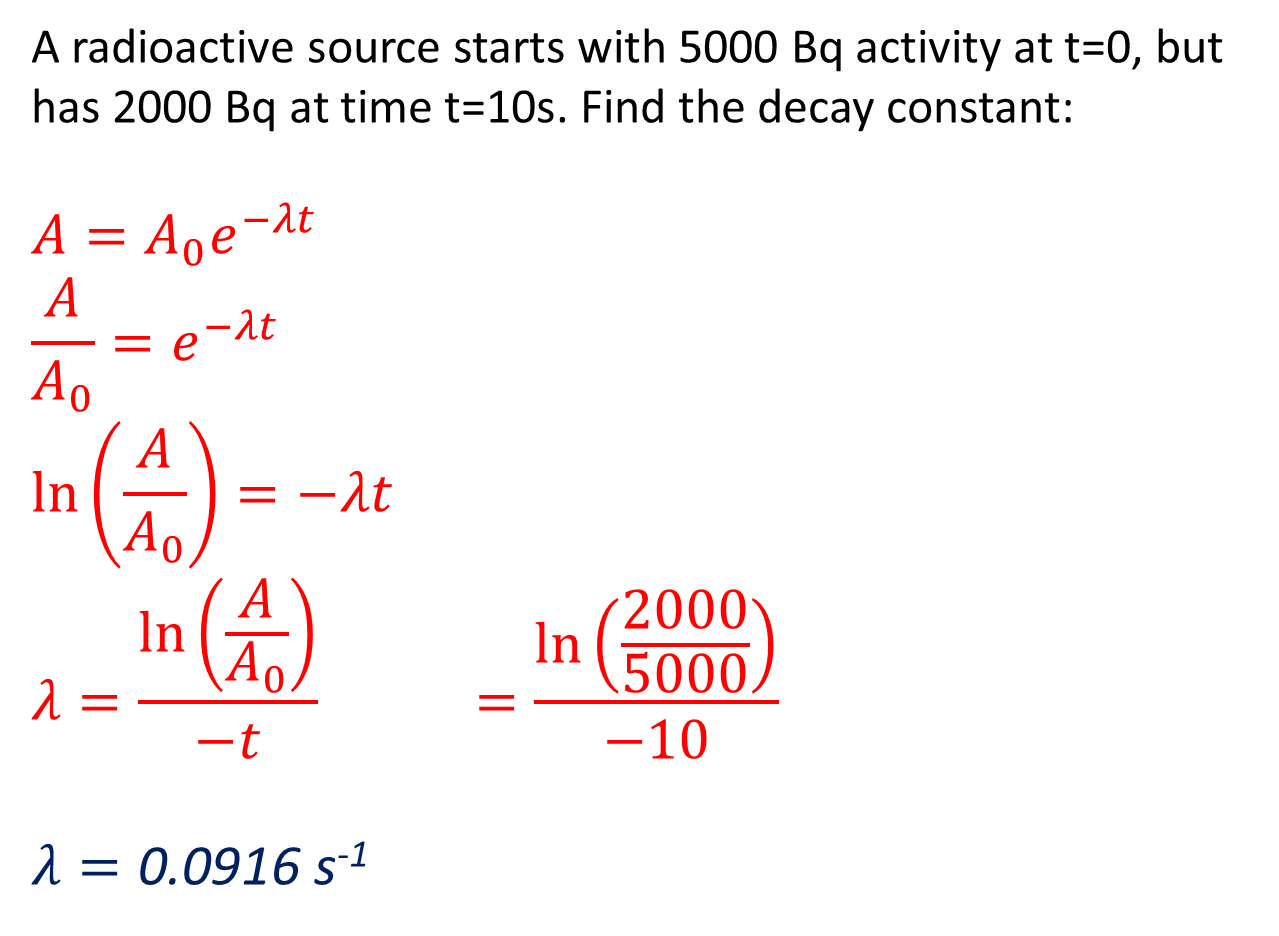 A radioactive source starts with 5000 Bq activity at t=0, but
has 2000 Bq at time t=10s. Find the decay constant:
A = A₀e^{−λt}
A/A₀ = e^{−λt}
ln(A/A₀) = −λt
λ = ln(A/A₀)/−t = ln(2000/5000)/−10
λ = 0.0916 s⁻¹